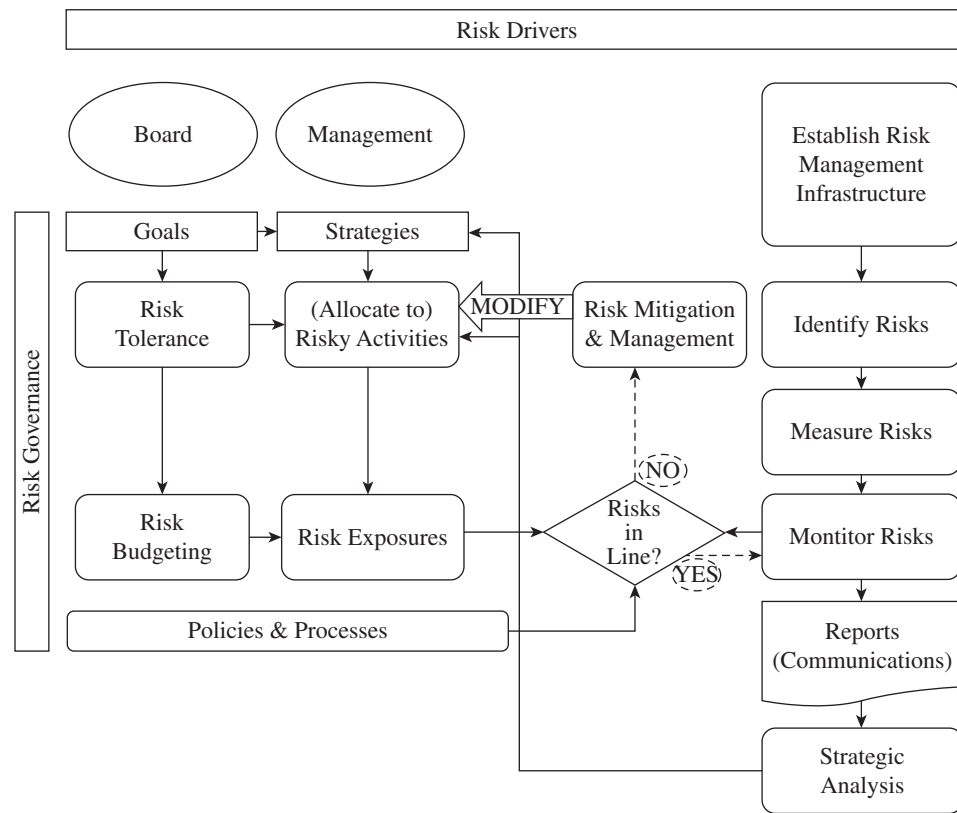 Risk Drivers
Board
Management
Establish Risk
Management
Infrastructure
Risk Governance
Goals
Strategies
Risk
Tolerance
(Allocate to)
Risky Activities
MODIFY
Risk Mitigation
& Management
Identify Risks
Measure Risks
NO
Risk
Budgeting
Risk Exposures
Risks
in
Line?
YES
Montitor Risks
Policies & Processes
Reports
(Communications)
Strategic
Analysis